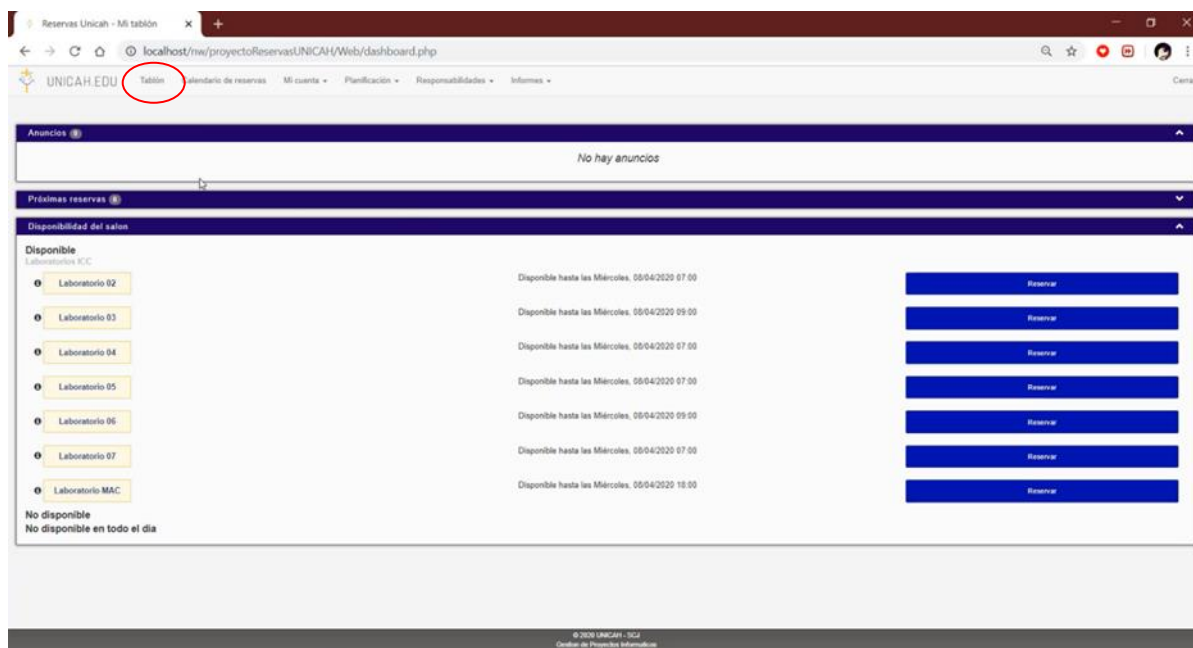 Reservas Unicah - Mi tablón
localhost/nw/proyectoReservasUNICAH/Web/dashboard.php
UNICAH.EDU Tablón Calendario de reservas Mi cuenta Planificación Responsabilidades Informes Cerra
Anuncios 0
No hay anuncios
Próximas reservas 0
Disponibilidad del salon
Disponible
Laboratorios ICC
Laboratorio 02 Disponible hasta las Miércoles, 08/04/2020 07:00 Reservar
Laboratorio 03 Disponible hasta las Miércoles, 08/04/2020 09:00 Reservar
Laboratorio 04 Disponible hasta las Miércoles, 08/04/2020 07:00 Reservar
Laboratorio 05 Disponible hasta las Miércoles, 08/04/2020 07:00 Reservar
Laboratorio 06 Disponible hasta las Miércoles, 08/04/2020 09:00 Reservar
Laboratorio 07 Disponible hasta las Miércoles, 08/04/2020 07:00 Reservar
Laboratorio MAC Disponible hasta las Miércoles, 08/04/2020 18:00 Reservar
No disponible
No disponible en todo el dia
© 2020 UNICAH - SCJ
Gestion de Proyectos Informaticos